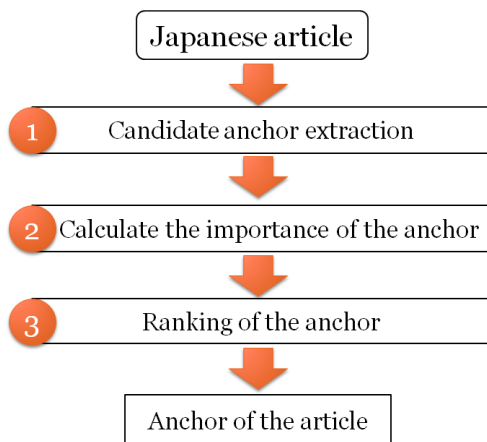 Japanese article
1 Candidate anchor extraction
2 Calculate the importance of the anchor
3 Ranking of the anchor
Anchor of the article